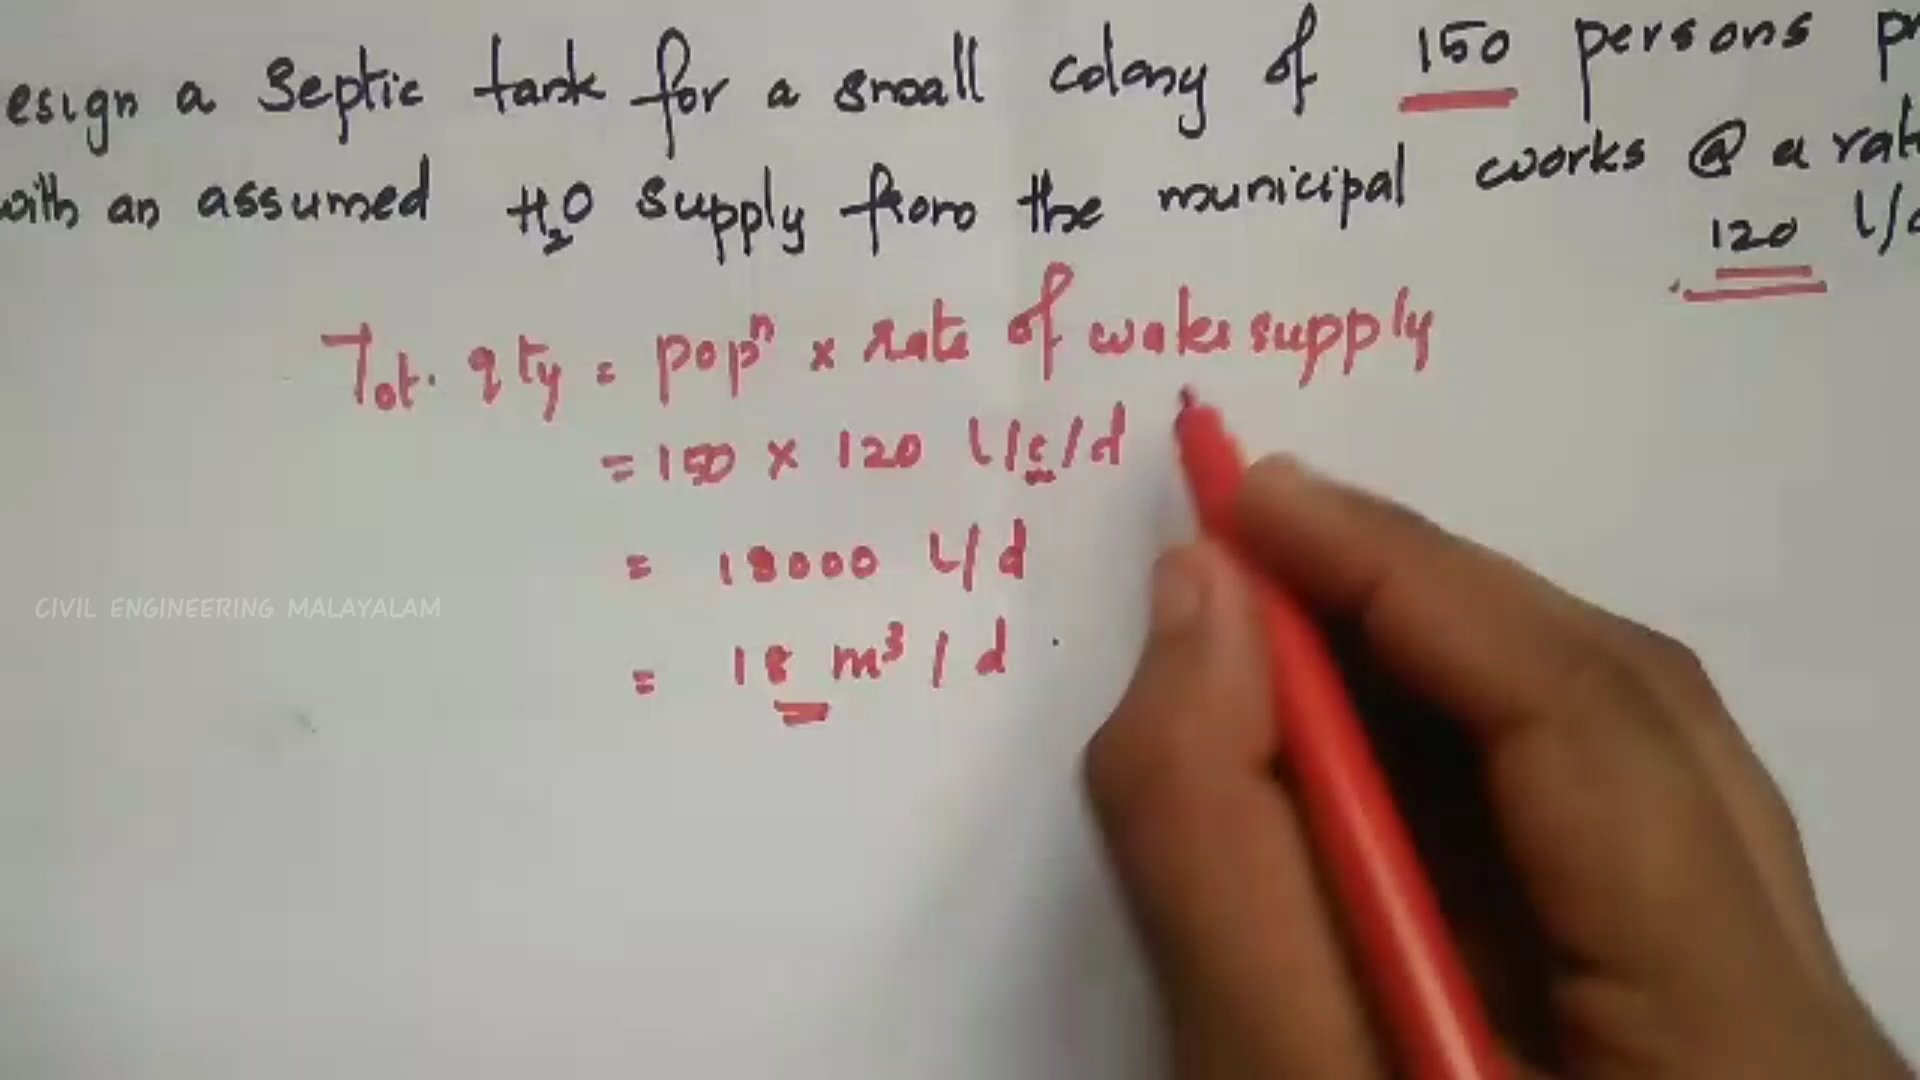 esign a Septic tank for a small colony of 150 persons pr
with an assumed H₂O supply from the municipal works @ a rate
120 l/c
Tot. qty = popⁿ x rate of water supply
= 150 x 120 l/c/d
= 18000 l/d
= 18 m³ / d
CIVIL ENGINEERING MALAYALAM